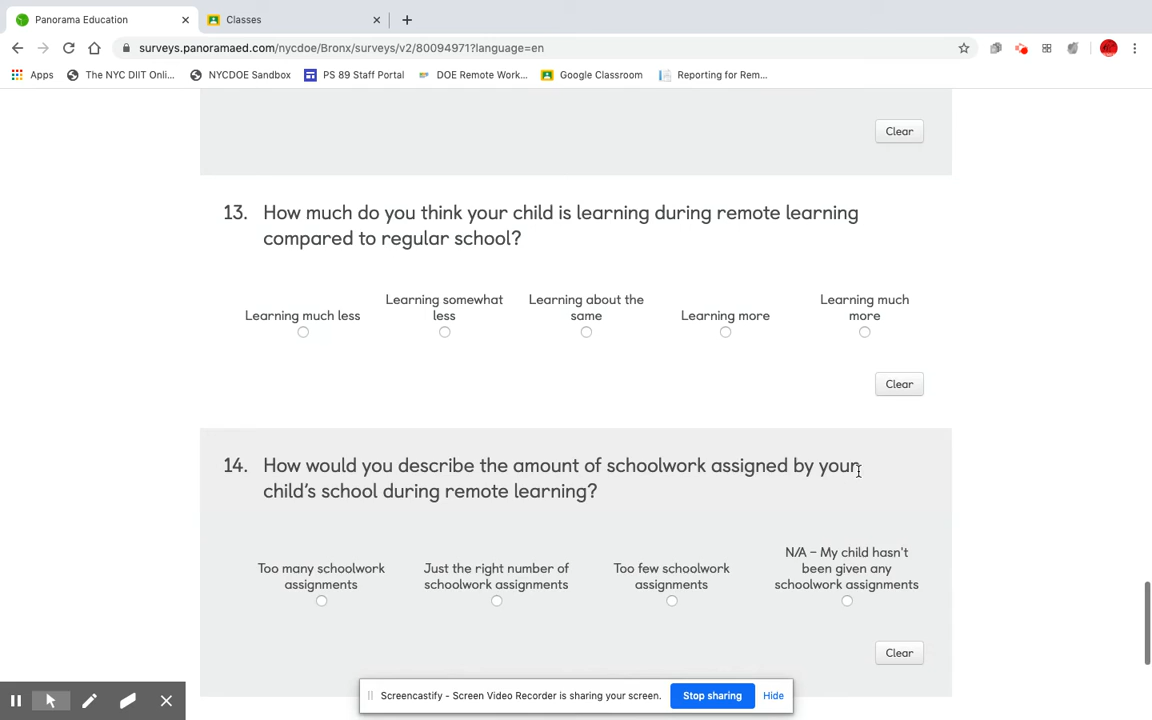 Panorama Education
Classes
surveys.panoramaed.com/nycdoe/Bronx/surveys/v2/80094971?language=en
Apps
The NYC DIIT Onli...
NYCDOE Sandbox
PS 89 Staff Portal
DOE Remote Work...
Google Classroom
Reporting for Rem...
Clear
13. How much do you think your child is learning during remote learning
compared to regular school?
Learning much less
Learning somewhat
less
Learning about the
same
Learning more
Learning much
more
Clear
14. How would you describe the amount of schoolwork assigned by your
child's school during remote learning?
Too many schoolwork
assignments
Just the right number of
schoolwork assignments
Too few schoolwork
assignments
N/A – My child hasn't
been given any
schoolwork assignments
Clear
Screencastify - Screen Video Recorder is sharing your screen.
Stop sharing
Hide